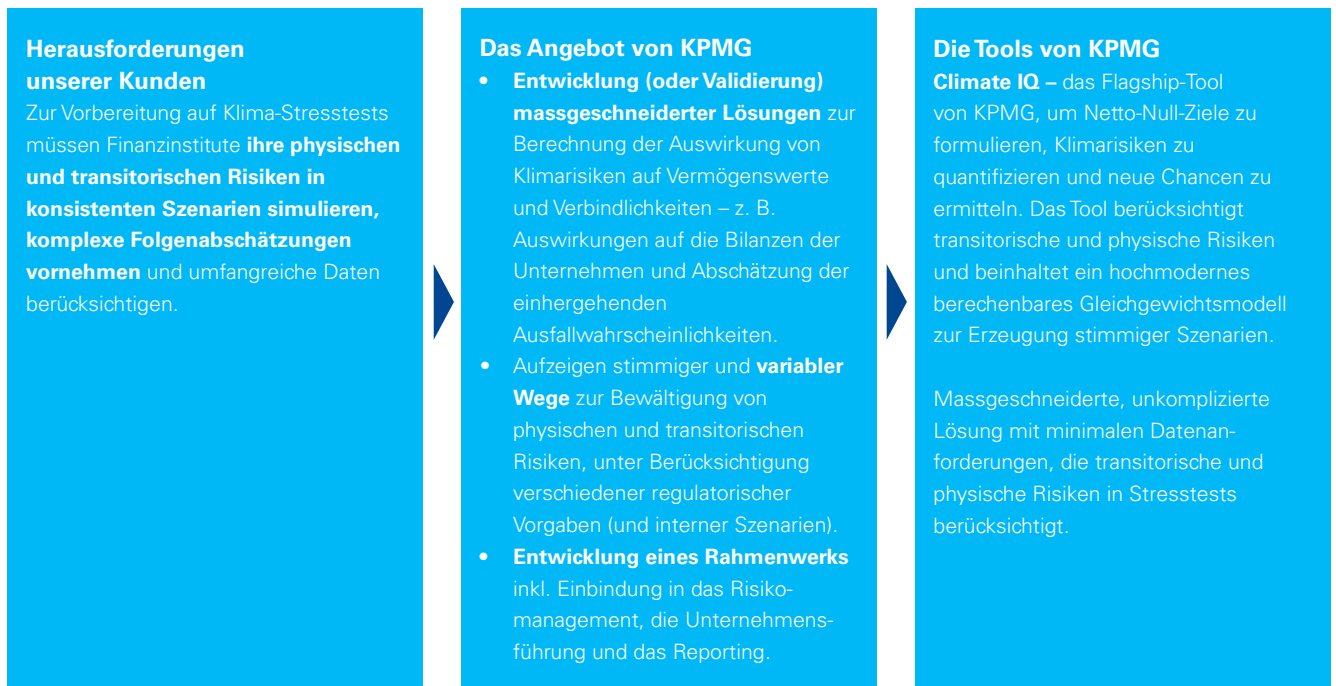 Herausforderungen
unserer Kunden
Zur Vorbereitung auf Klima-Stresstests
müssen Finanzinstitute ihre physischen
und transitorischen Risiken in
konsistenten Szenarien simulieren,
komplexe Folgenabschätzungen
vornehmen und umfangreiche Daten
berücksichtigen.
Das Angebot von KPMG
• Entwicklung (oder Validierung)
massgeschneiderter Lösungen zur
Berechnung der Auswirkung von
Klimarisiken auf Vermögenswerte
und Verbindlichkeiten – z. B.
Auswirkungen auf die Bilanzen der
Unternehmen und Abschätzung der
einhergehenden
Ausfallwahrscheinlichkeiten.
• Aufzeigen stimmiger und variabler
Wege zur Bewältigung von
physischen und transitorischen
Risiken, unter Berücksichtigung
verschiedener regulatorischer
Vorgaben (und interner Szenarien).
• Entwicklung eines Rahmenwerks
inkl. Einbindung in das Risiko-
management, die Unternehmens-
führung und das Reporting.
Die Tools von KPMG
Climate IQ – das Flagship-Tool
von KPMG, um Netto-Null-Ziele zu
formulieren, Klimarisiken zu
quantifizieren und neue Chancen zu
ermitteln. Das Tool berücksichtigt
transitorische und physische Risiken
und beinhaltet ein hochmodernes
berechenbares Gleichgewichtsmodell
zur Erzeugung stimmiger Szenarien.
Massgeschneiderte, unkomplizierte
Lösung mit minimalen Datenan-
forderungen, die transitorische und
physische Risiken in Stresstests
berücksichtigt.